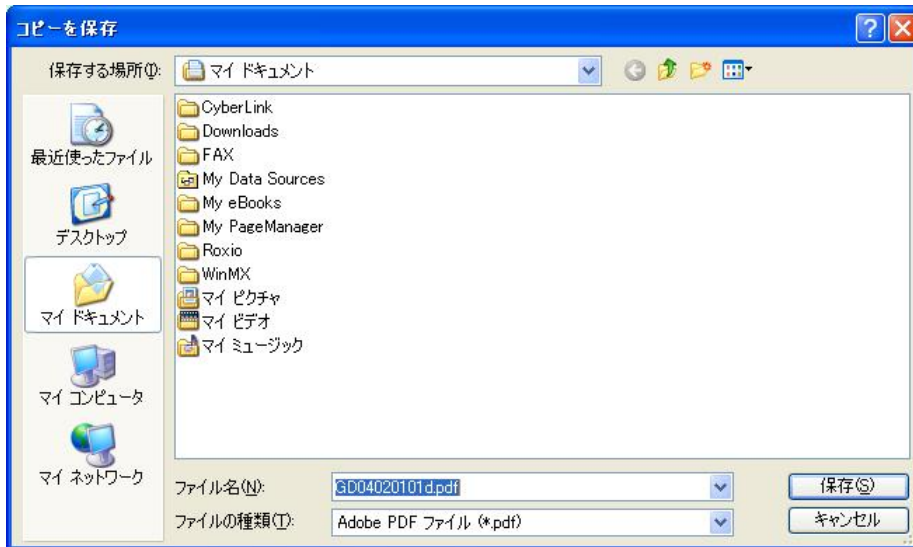 コピーを保存
保存する場所(I):
マイ ドキュメント
最近使ったファイル
デスクトップ
マイ ドキュメント
マイ コンピュータ
マイ ネットワーク
CyberLink
Downloads
FAX
My Data Sources
My eBooks
My PageManager
Roxio
WinMX
マイ ピクチャ
マイ ビデオ
マイ ミュージック
ファイル名(N):
GD04020101d.pdf
保存(S)
ファイルの種類(T):
Adobe PDF ファイル (*.pdf)
キャンセル